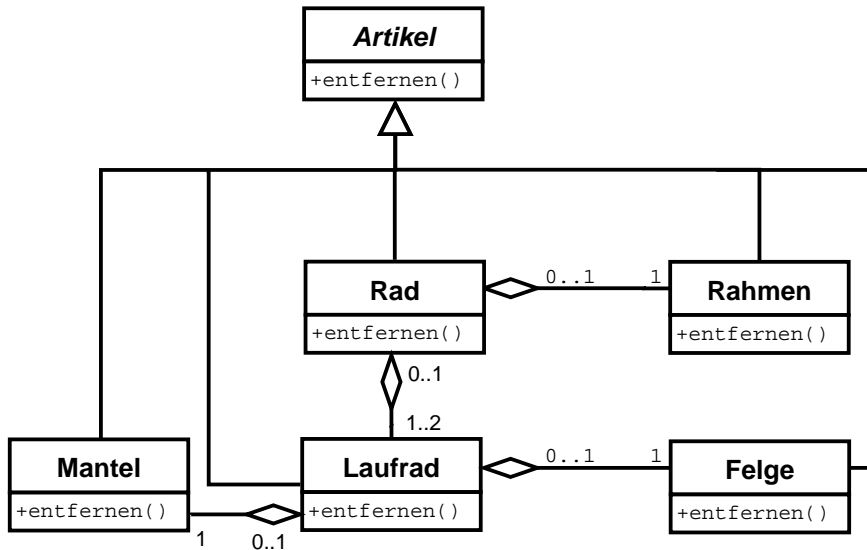 Artikel
+entfernen()
Rad
+entfernen()
0..1
1
Rahmen
+entfernen()
0..1
1..2
Mantel
+entfernen()
Laufrad
+entfernen()
0..1
1
Felge
+entfernen()
1
0..1